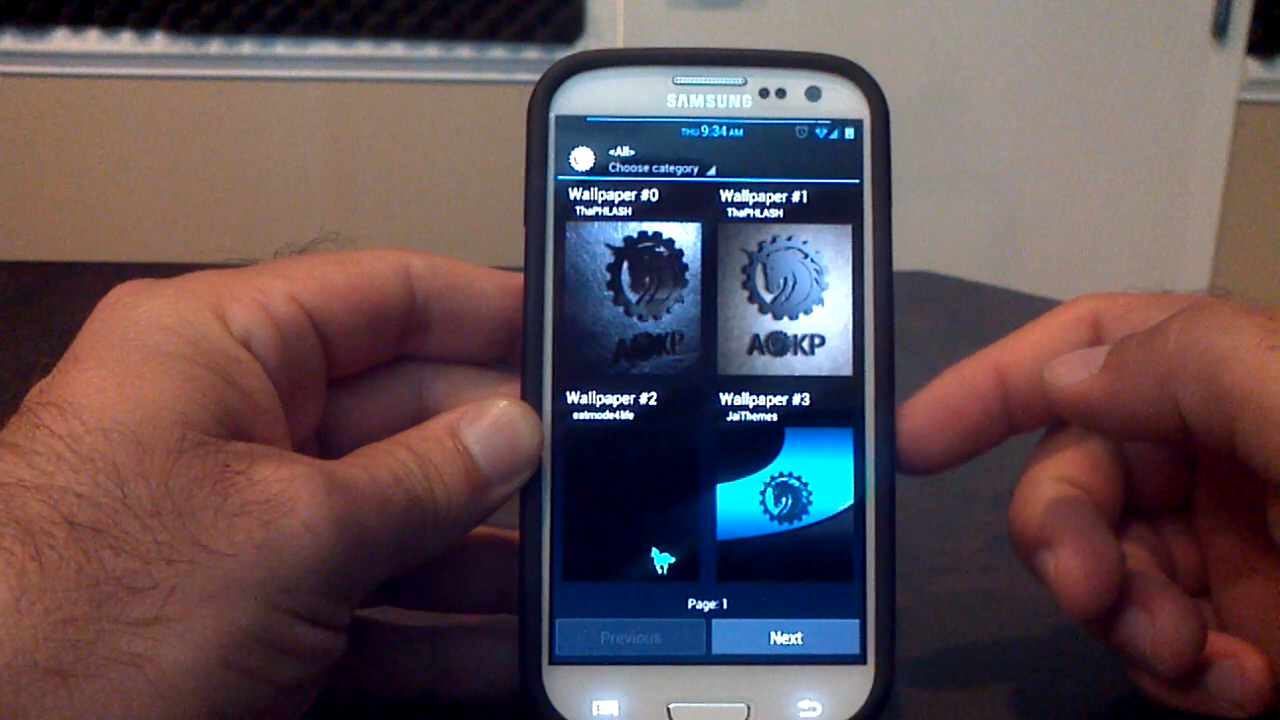 SAMSUNG
THU 9:34 AM
<All>
Choose category
Wallpaper #0
ThePHLASH
Wallpaper #1
ThePHLASH
AOKP
AOKP
Wallpaper #2
eatmode4life
Wallpaper #3
JaiThemes
Page: 1
Previous
Next